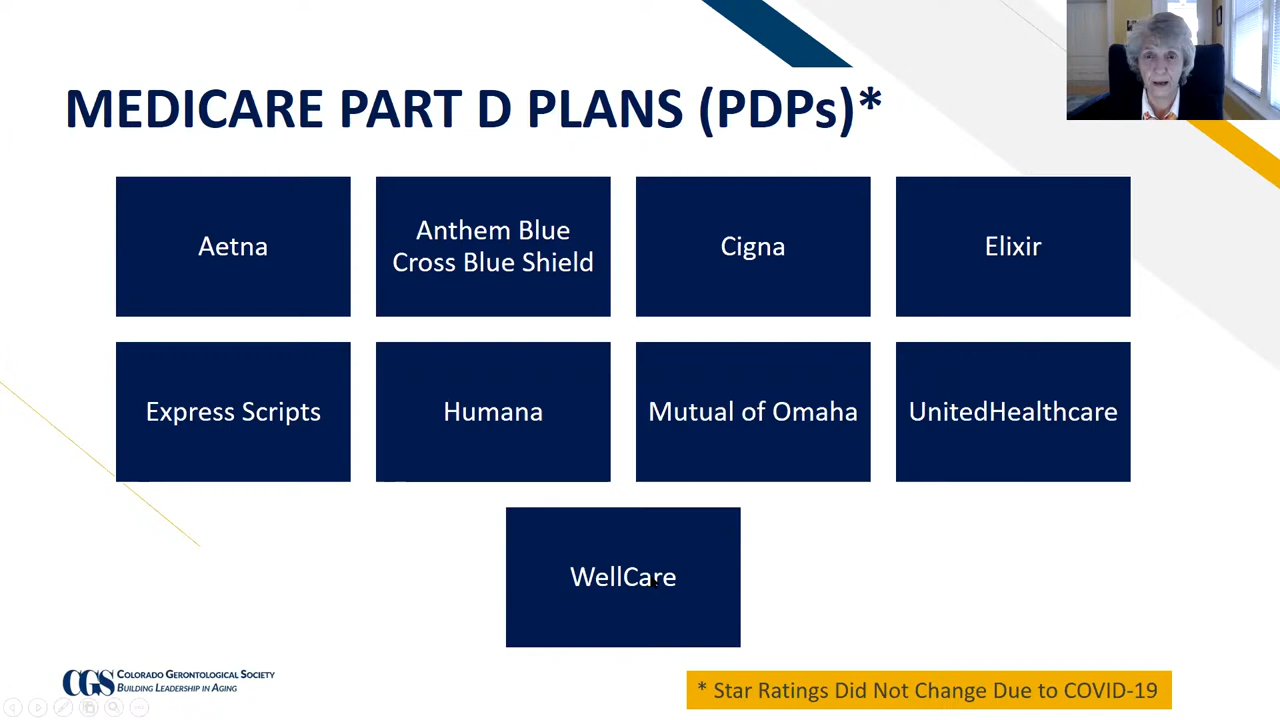 MEDICARE PART D PLANS (PDPs)*
Aetna
Anthem Blue
Cross Blue Shield
Cigna
Elixir
Express Scripts
Humana
Mutual of Omaha
UnitedHealthcare
WellCare
CGS COLORADO GERONTOLOGICAL SOCIETY
BUILDING LEADERSHIP IN AGING
* Star Ratings Did Not Change Due to COVID-19